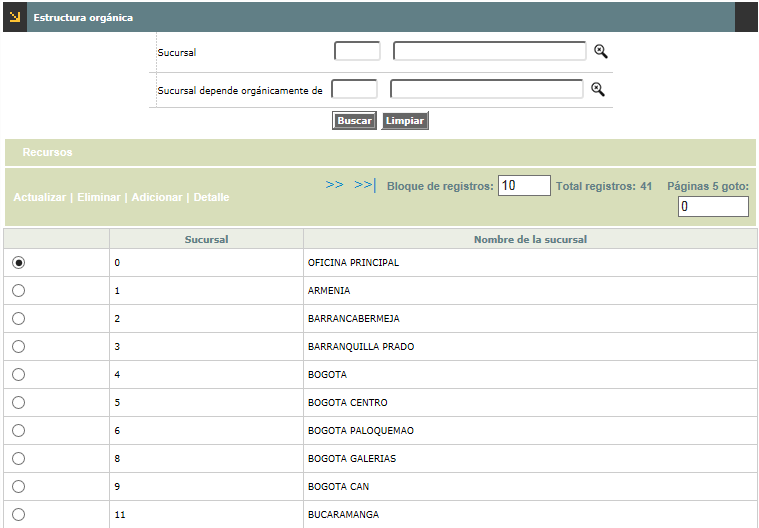 Estructura orgánica
Sucursal
Sucursal depende orgánicamente de
Buscar Limpiar
Recursos
Actualizar | Eliminar | Adicionar | Detalle >> >>| Bloque de registros: 10 Total registros: 41 Páginas 5 goto:
0
Sucursal Nombre de la sucursal
0 OFICINA PRINCIPAL
1 ARMENIA
2 BARRANCABERMEJA
3 BARRANQUILLA PRADO
4 BOGOTA
5 BOGOTA CENTRO
6 BOGOTA PALOQUEMAO
8 BOGOTA GALERIAS
9 BOGOTA CAN
11 BUCARAMANGA